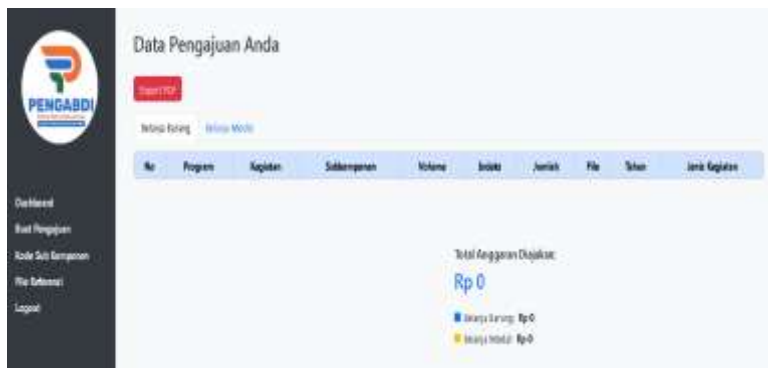 PENGABDI
Dashboard
Buat Pengajuan
Kode Sub Komponen
File Referensi
Logout
Data Pengajuan Anda
Export PDF
Belanja Barang Belanja Modal
No Program Kegiatan Subkomponen Volume Jumlah File Tahun Jenis Kegiatan
Total Anggaran Diajukan:
Rp 0
Belanja Barang: Rp 0
Belanja Modal: Rp 0